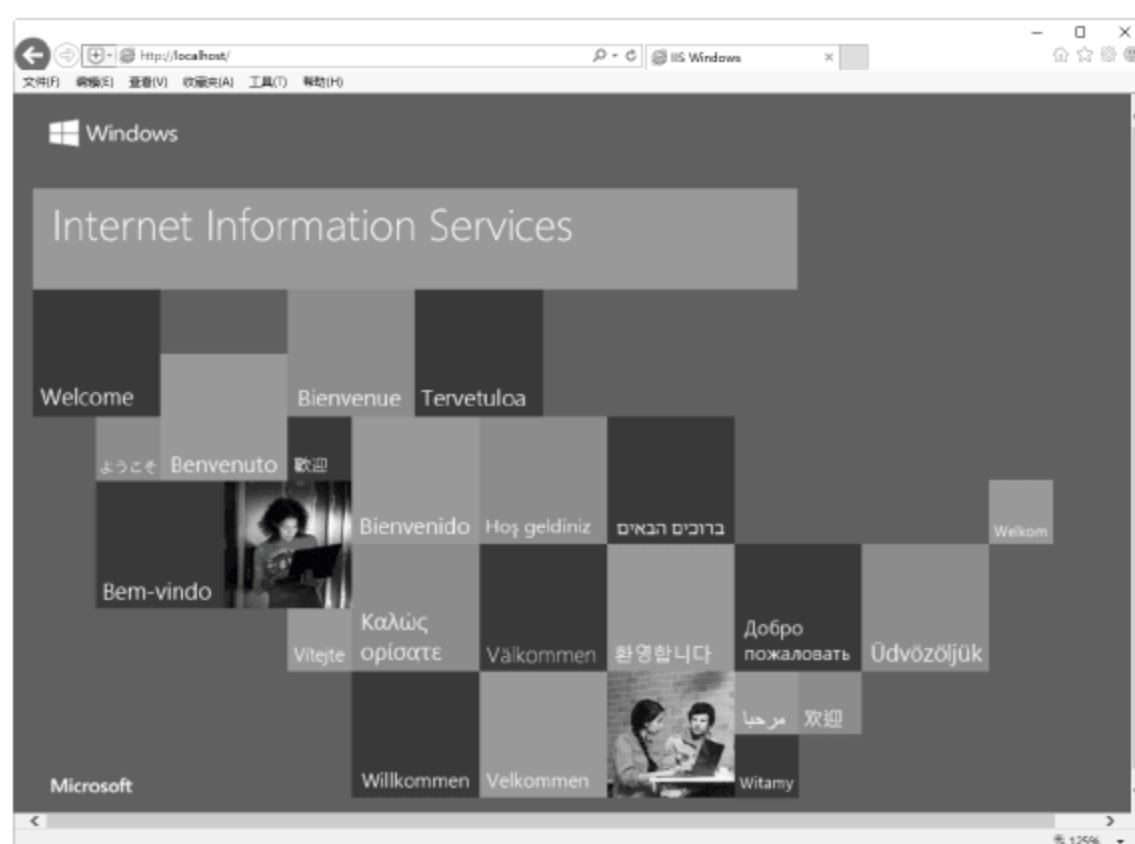 http://localhost/
IIS Windows
文件(F) 编辑(E) 查看(V) 收藏夹(A) 工具(T) 帮助(H)
Windows
Internet Information Services
Welcome
Bienvenue
Tervetuloa
ようこそ
Benvenuto
歡迎
Bienvenido
Hoş geldiniz
ברוכים הבאים
Welkom
Bem-vindo
Vítejte
Καλώς
ορίσατε
Välkommen
환영합니다
Добро
пожаловать
Üdvözöljük
مرحبا
欢迎
Microsoft
Willkommen
Velkommen
Witamy
125%